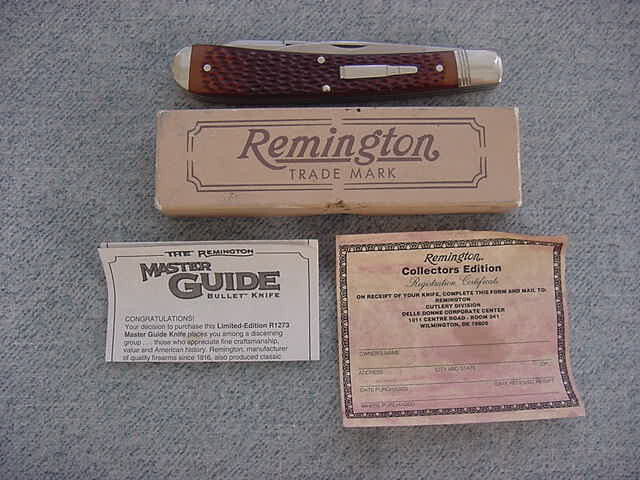 Remington
TRADE MARK
THE REMINGTON
MASTER
GUIDE
BULLET KNIFE
CONGRATULATIONS!
Your decision to purchase this Limited-Edition R1273
Master Guide Knife places you among a discerning
group . . . those who appreciate fine craftsmanship,
value and American history. Remington, manufacturer
of quality firearms since 1816, also produced classic
Remington
Collectors Edition
Registration Certificate
ON RECEIPT OF YOUR KNIFE, COMPLETE THIS FORM AND MAIL TO:
REMINGTON
CUTLERY DIVISION
DELLE DONNE CORPORATE CENTER
1011 CENTRE ROAD - ROOM 241
WILMINGTON, DE
OWNERS NAME
ADDRESS CITY AND STATE ZIP
DATE PURCHASED
WHERE PURCHASED